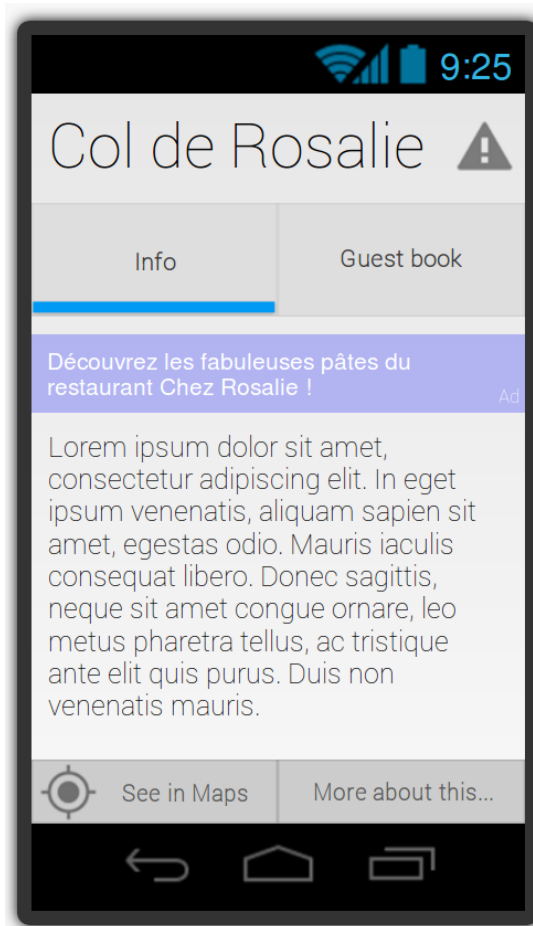 9:25
Col de Rosalie
Info
Guest book
Découvrez les fabuleuses pâtes du
restaurant Chez Rosalie !
Ad
Lorem ipsum dolor sit amet,
consectetur adipiscing elit. In eget
ipsum venenatis, aliquam sapien sit
amet, egestas odio. Mauris iaculis
consequat libero. Donec sagittis,
neque sit amet congue ornare, leo
metus pharetra tellus, ac tristique
ante elit quis purus. Duis non
venenatis mauris.
See in Maps
More about this...